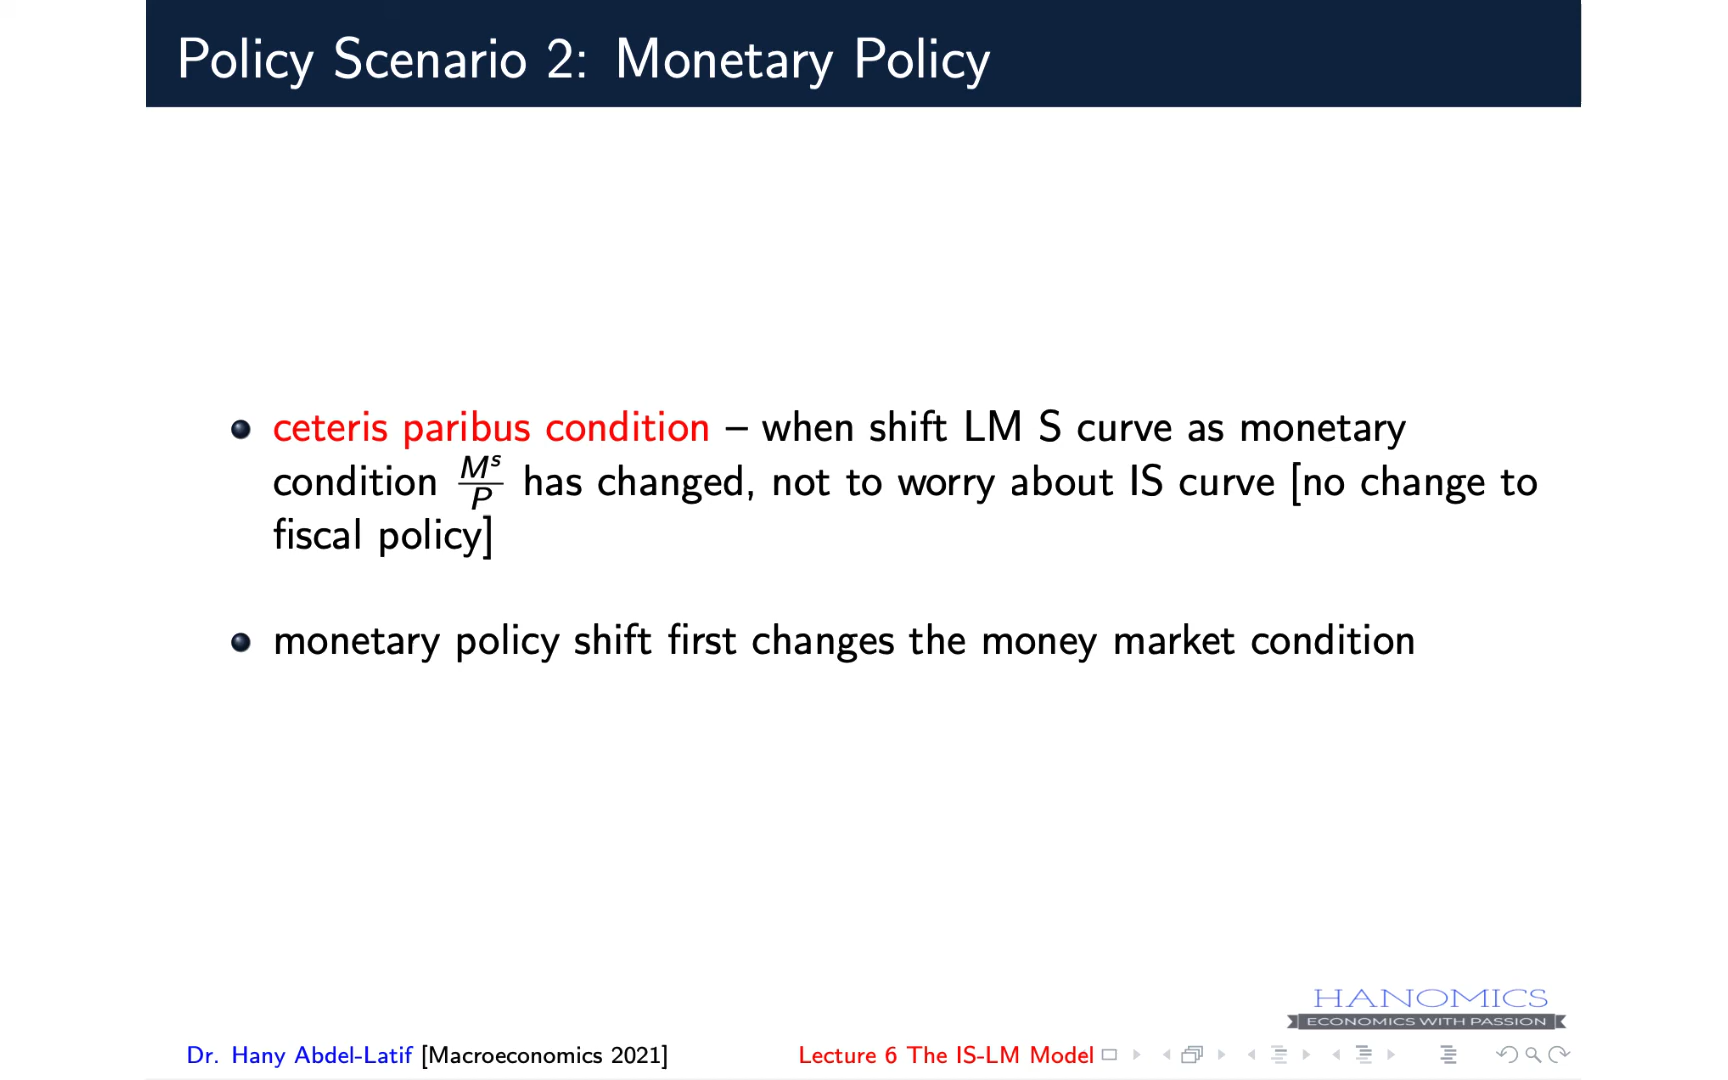 Policy Scenario 2: Monetary Policy
ceteris paribus condition – when shift LM S curve as monetary
condition M^s/P has changed, not to worry about IS curve [no change to
fiscal policy]
monetary policy shift first changes the money market condition
HANOMICS
ECONOMICS WITH PASSION
Dr. Hany Abdel-Latif [Macroeconomics 2021] Lecture 6 The IS-LM Model